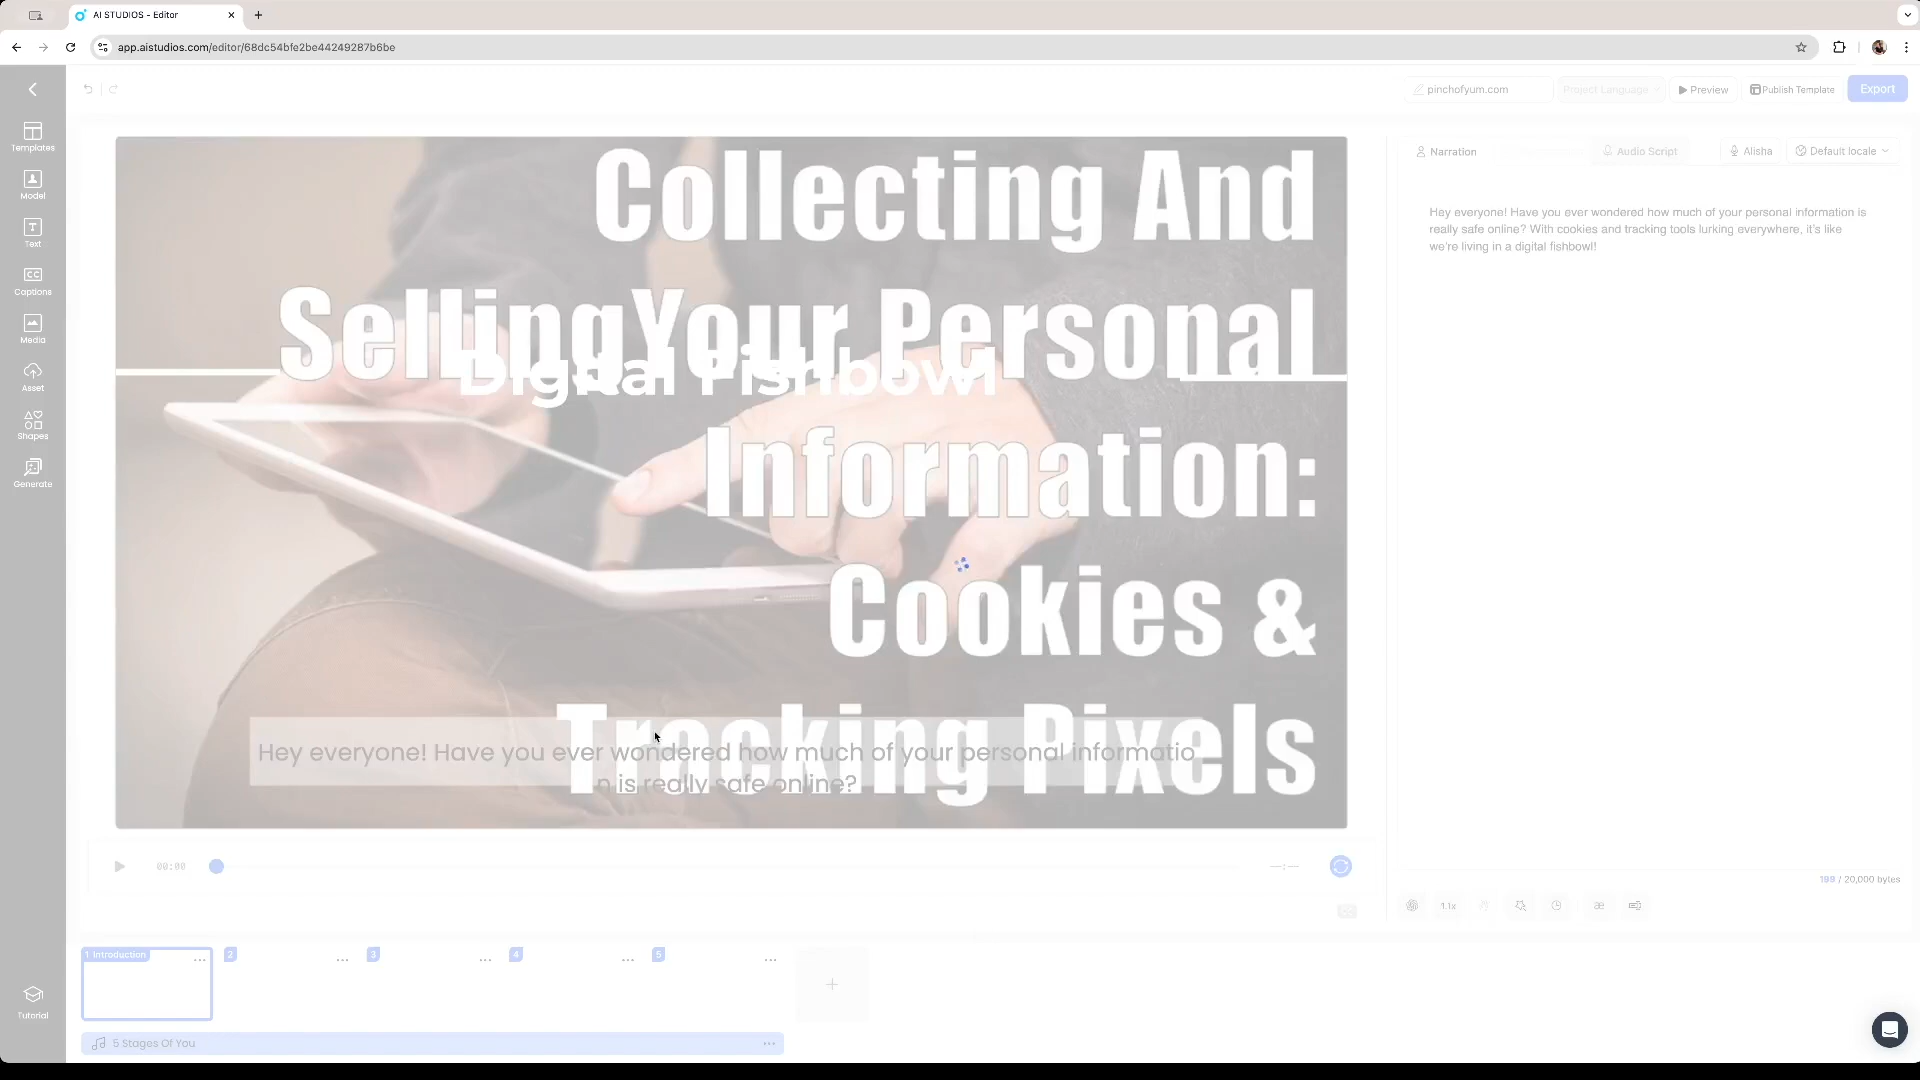 AI STUDIOS - Editor
app.aistudios.com/editor/68dc54bfe2be44249287b6be
pinchofyum.com
Project Language
Preview
Publish Template
Export
Templates
Model
Text
Captions
Media
Asset
Shapes
Generate
Tutorial
Collecting And
SellingYour Personal
Information:
Cookies &
Tracking Pixels
Digital Fishbowl
Hey everyone! Have you ever wondered how much of your personal informatio
n is really safe online?
Narration
Audio Script
Alisha
Default locale
Hey everyone! Have you ever wondered how much of your personal information is
really safe online? With cookies and tracking tools lurking everywhere, it's like
we're living in a digital fishbowl!
199 / 20,000 bytes
1.1x
æ
00:00
--:--
1 Introduction
2
3
4
5
5 Stages Of You